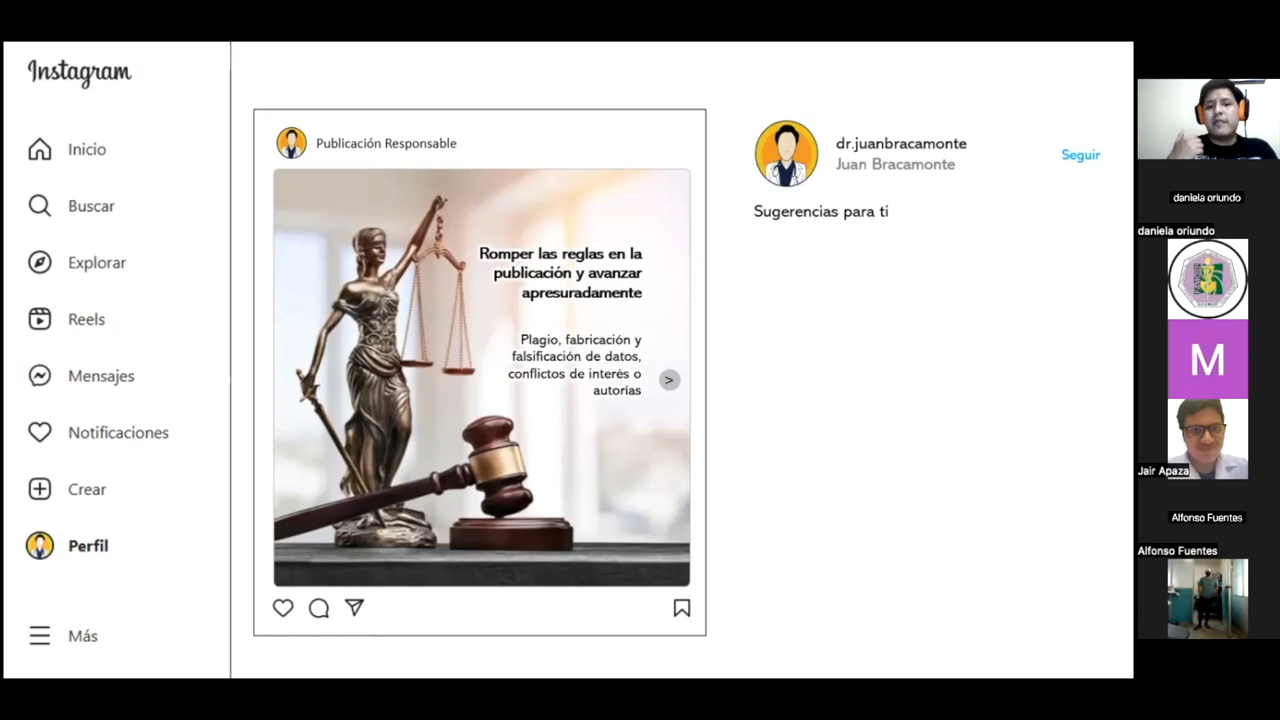 Instagram
Inicio
Buscar
Explorar
Reels
Mensajes
Notificaciones
Crear
Perfil
Más
Publicación Responsable
Romper las reglas en la
publicación y avanzar
apresuradamente
Plagio, fabricación y
falsificación de datos,
conflictos de interés o
autorías
>
dr.juanbracamonte
Juan Bracamonte
Seguir
Sugerencias para ti
daniela oriundo
daniela oriundo
M
Jair Apaza
Alfonso Fuentes
Alfonso Fuentes